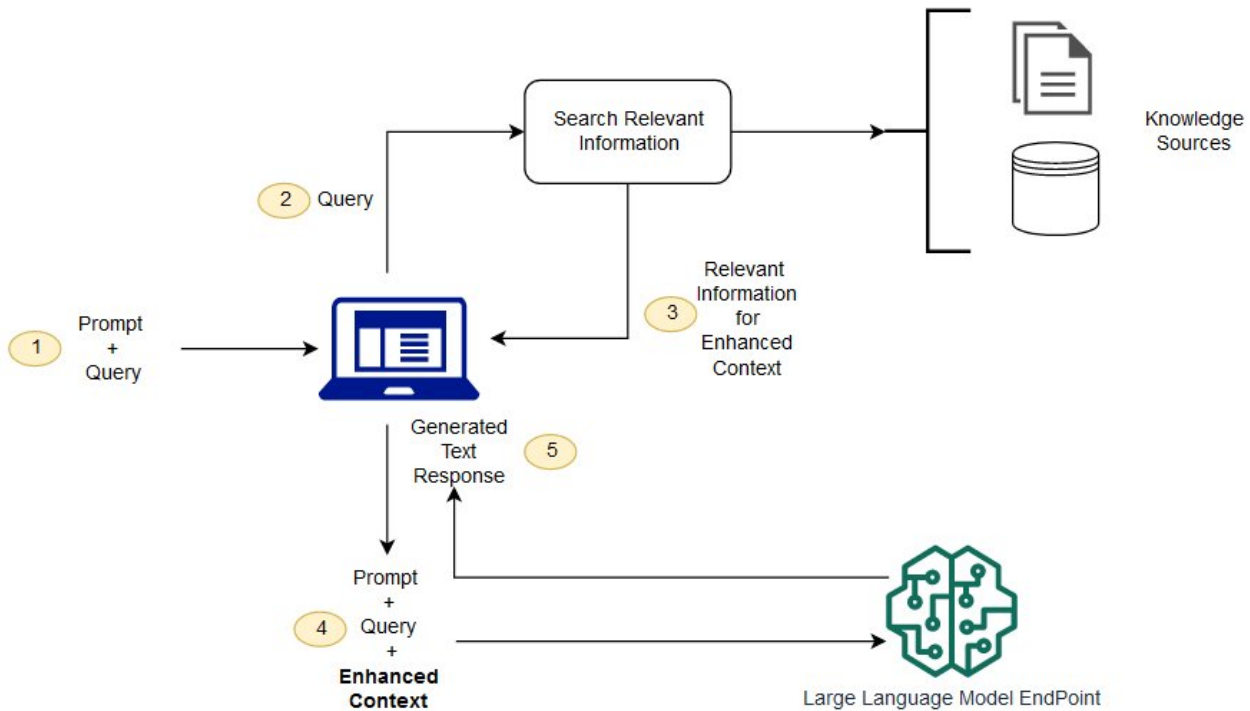 Search Relevant
Information
Knowledge
Sources
2
Query
3
Relevant
Information
for
Enhanced
Context
1
Prompt
+
Query
Generated
Text
Response
5
4
Prompt
+
Query
+
Enhanced
Context
Large Language Model EndPoint